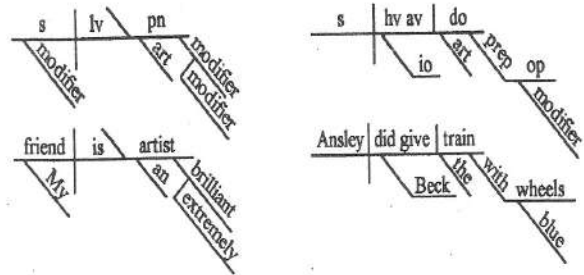 s lv pn
modifier art modifier
modifier
friend is artist
My an brilliant
extremely
s hv av do
io art prep op
modifier
Ansley did give train
Beck the with wheels
blue